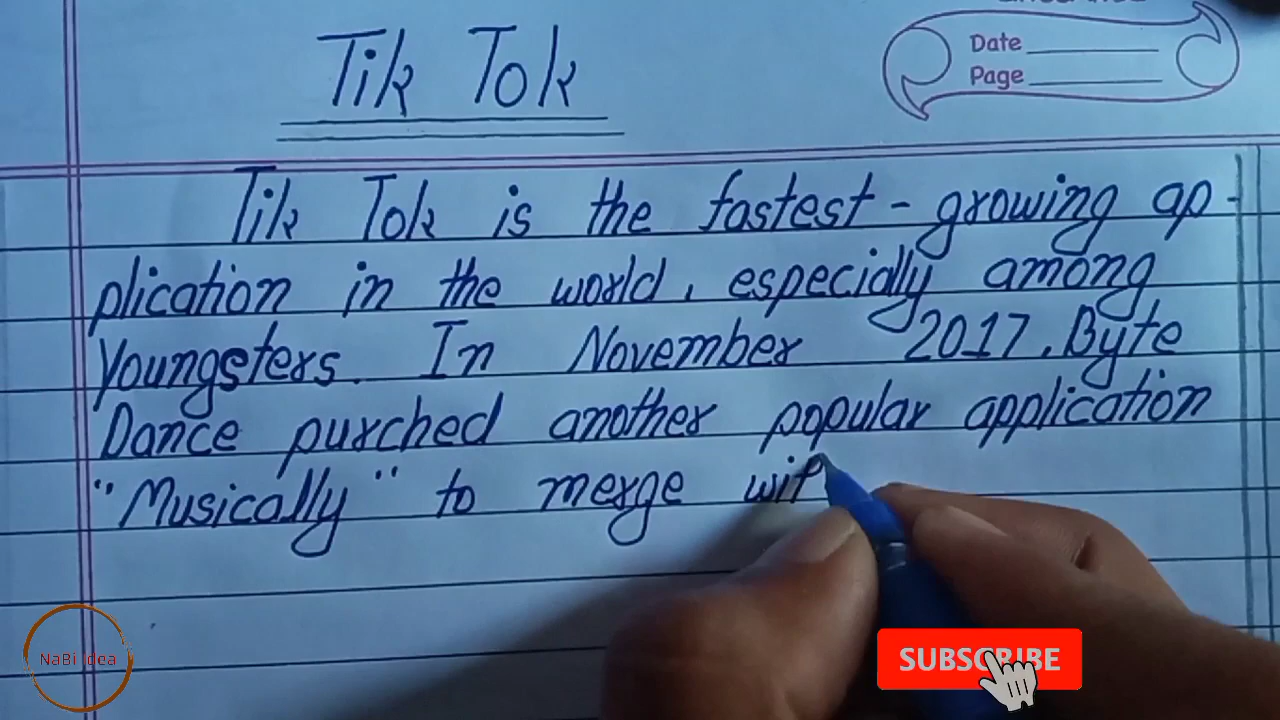 Tik Tok
Date
Page
Tik Tok is the fastest-growing ap-
plication in the world, especially among
Youngsters. In November 2017. Byte
Dance purched another popular application
"Musically" to merge wit
NaBi Idea
SUBSCRIBE